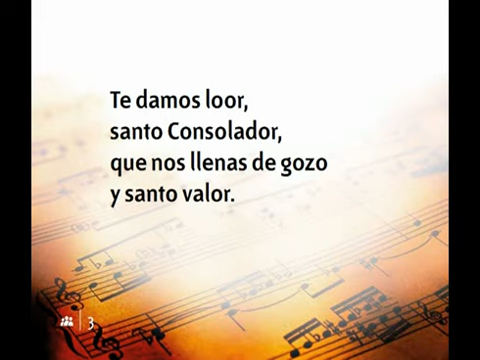 Te damos loor,
santo Consolador,
que nos llenas de gozo
y santo valor.
3